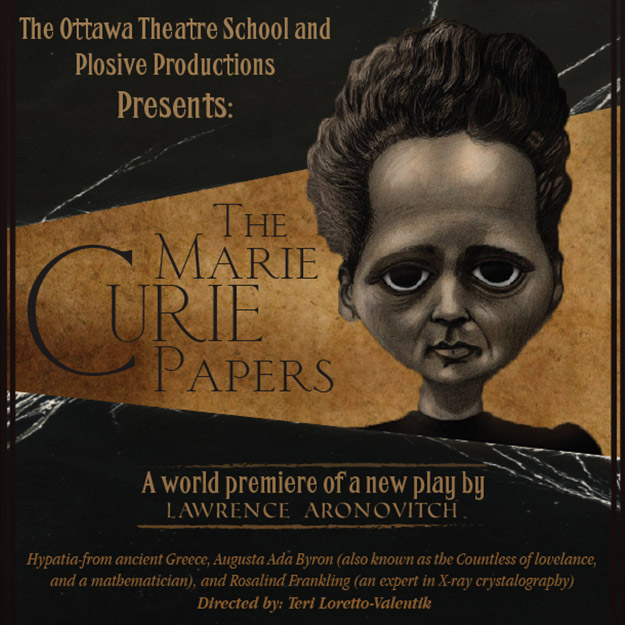 The Ottawa Theatre School and
Plosive Productions
Presents:
THE
MARIE
CURIE
PAPERS
A world premiere of a new play by
LAWRENCE ARONOVITCH
Hypatia-from ancient Greece, Augusta Ada Byron (also known as the Countless of lovelance,
and a mathematician), and Rosalind Frankling (an expert in X-ray crystalography)
Directed by: Teri Loretto-Valentik